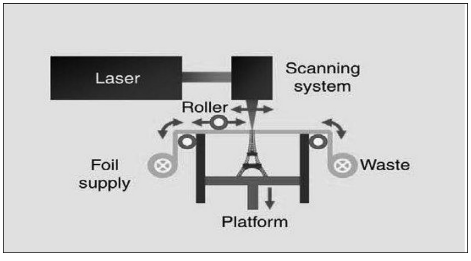 Laser
Scanning
system
Roller
Foil
supply
Waste
Platform